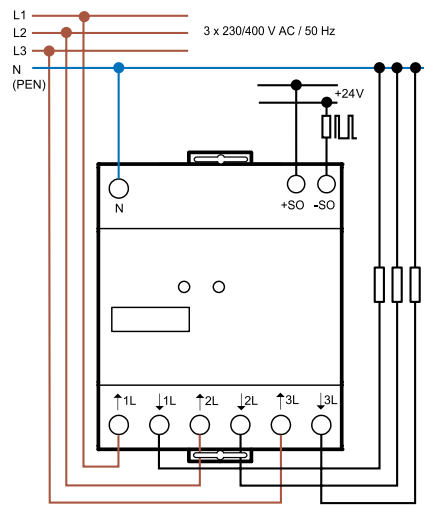 L1
L2 3 x 230/400 V AC / 50 Hz
L3
N
(PEN)
+24V
N +SO -SO
↑1L ↓1L ↑2L ↓2L ↑3L ↓3L